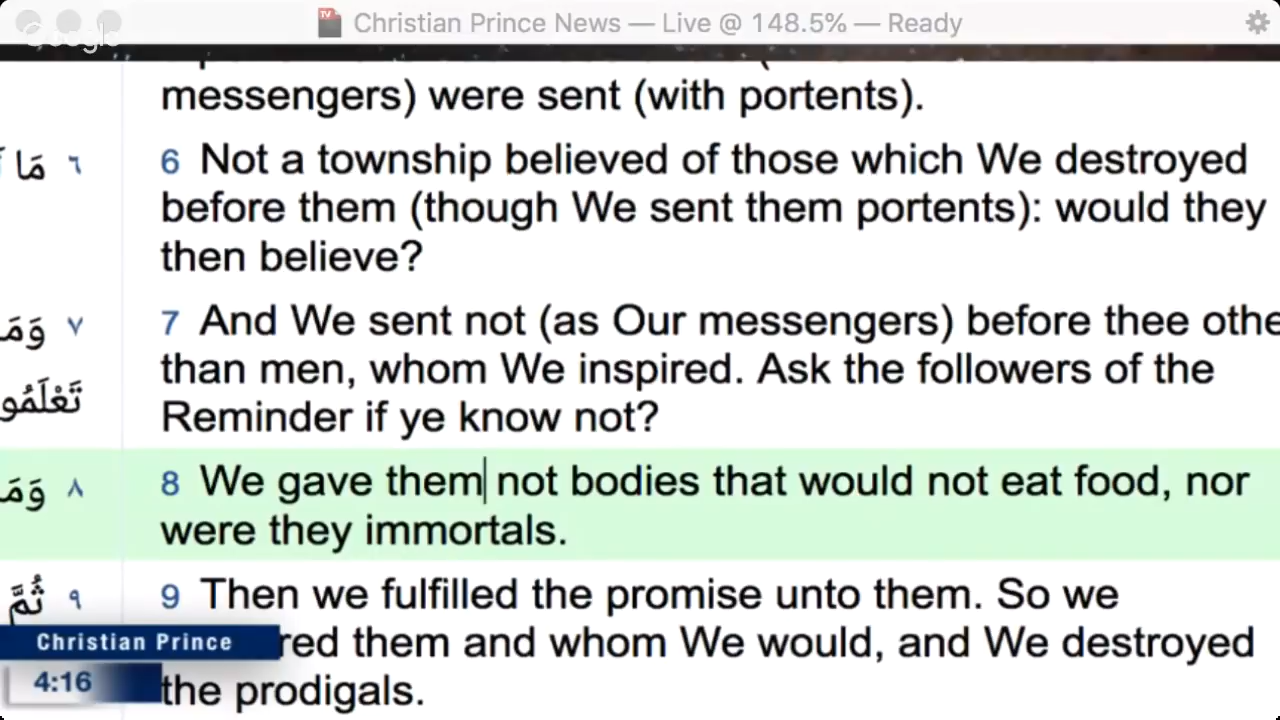 Christian Prince News — Live @ 148.5% — Ready
Google
messengers) were sent (with portents).
6 Not a township believed of those which We destroyed
مَا ٦
before them (though We sent them portents): would they
then believe?
7 And We sent not (as Our messengers) before thee othe
٧
than men, whom We inspired. Ask the followers of the
Reminder if ye know not?
8 We gave them not bodies that would not eat food, nor
٨
were they immortals.
9 Then we fulfilled the promise unto them. So we
ثُمَّ ٩
red them and whom We would, and We destroyed
the prodigals.
Christian Prince
4:16